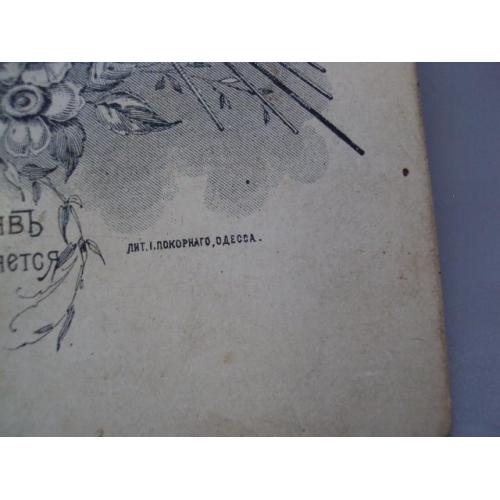 ивъ
нется
ЛИТ. І. ПОКОРНАГО, ОДЕССА.